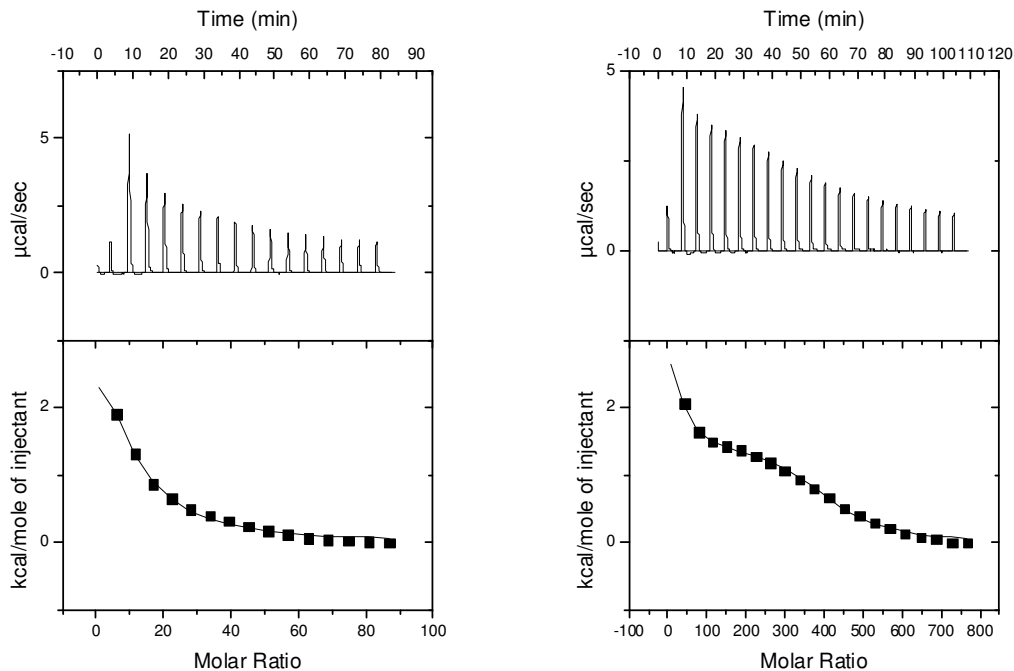 Time (min)
-10 0 10 20 30 40 50 60 70 80 90
5
0
µcal/sec
2
0
kcal/mole of injectant
0 20 40 60 80 100
Molar Ratio
Time (min)
-10 0 10 20 30 40 50 60 70 80 90 100 110 120
5
0
µcal/sec
2
0
kcal/mole of injectant
-100 0 100 200 300 400 500 600 700 800
Molar Ratio